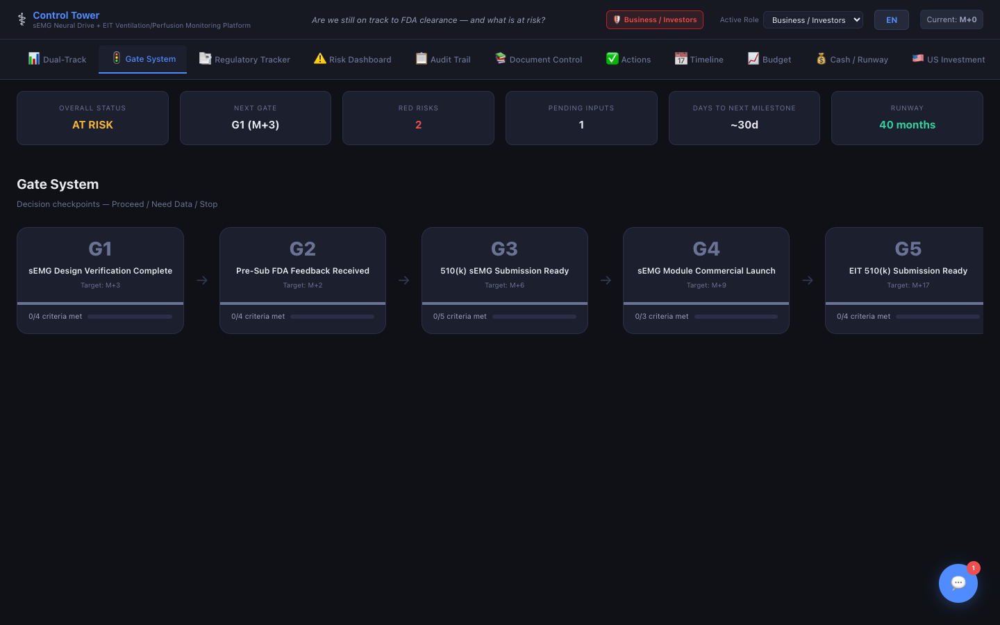 Control Tower
sEMG Neural Drive + EIT Ventilation/Perfusion Monitoring Platform
Are we still on track to FDA clearance — and what is at risk?
Business / Investors
Active Role
Business / Investors
EN
Current: M+0
Dual-Track
Gate System
Regulatory Tracker
Risk Dashboard
Audit Trail
Document Control
Actions
Timeline
Budget
Cash / Runway
US Investment
OVERALL STATUS
AT RISK
NEXT GATE
G1 (M+3)
RED RISKS
2
PENDING INPUTS
1
DAYS TO NEXT MILESTONE
~30d
RUNWAY
40 months
Gate System
Decision checkpoints — Proceed / Need Data / Stop
G1
sEMG Design Verification Complete
Target: M+3
0/4 criteria met
→
G2
Pre-Sub FDA Feedback Received
Target: M+2
0/4 criteria met
→
G3
510(k) sEMG Submission Ready
Target: M+6
0/5 criteria met
→
G4
sEMG Module Commercial Launch
Target: M+9
0/3 criteria met
→
G5
EIT 510(k) Submission Ready
Target: M+17
0/4 criteria met
1